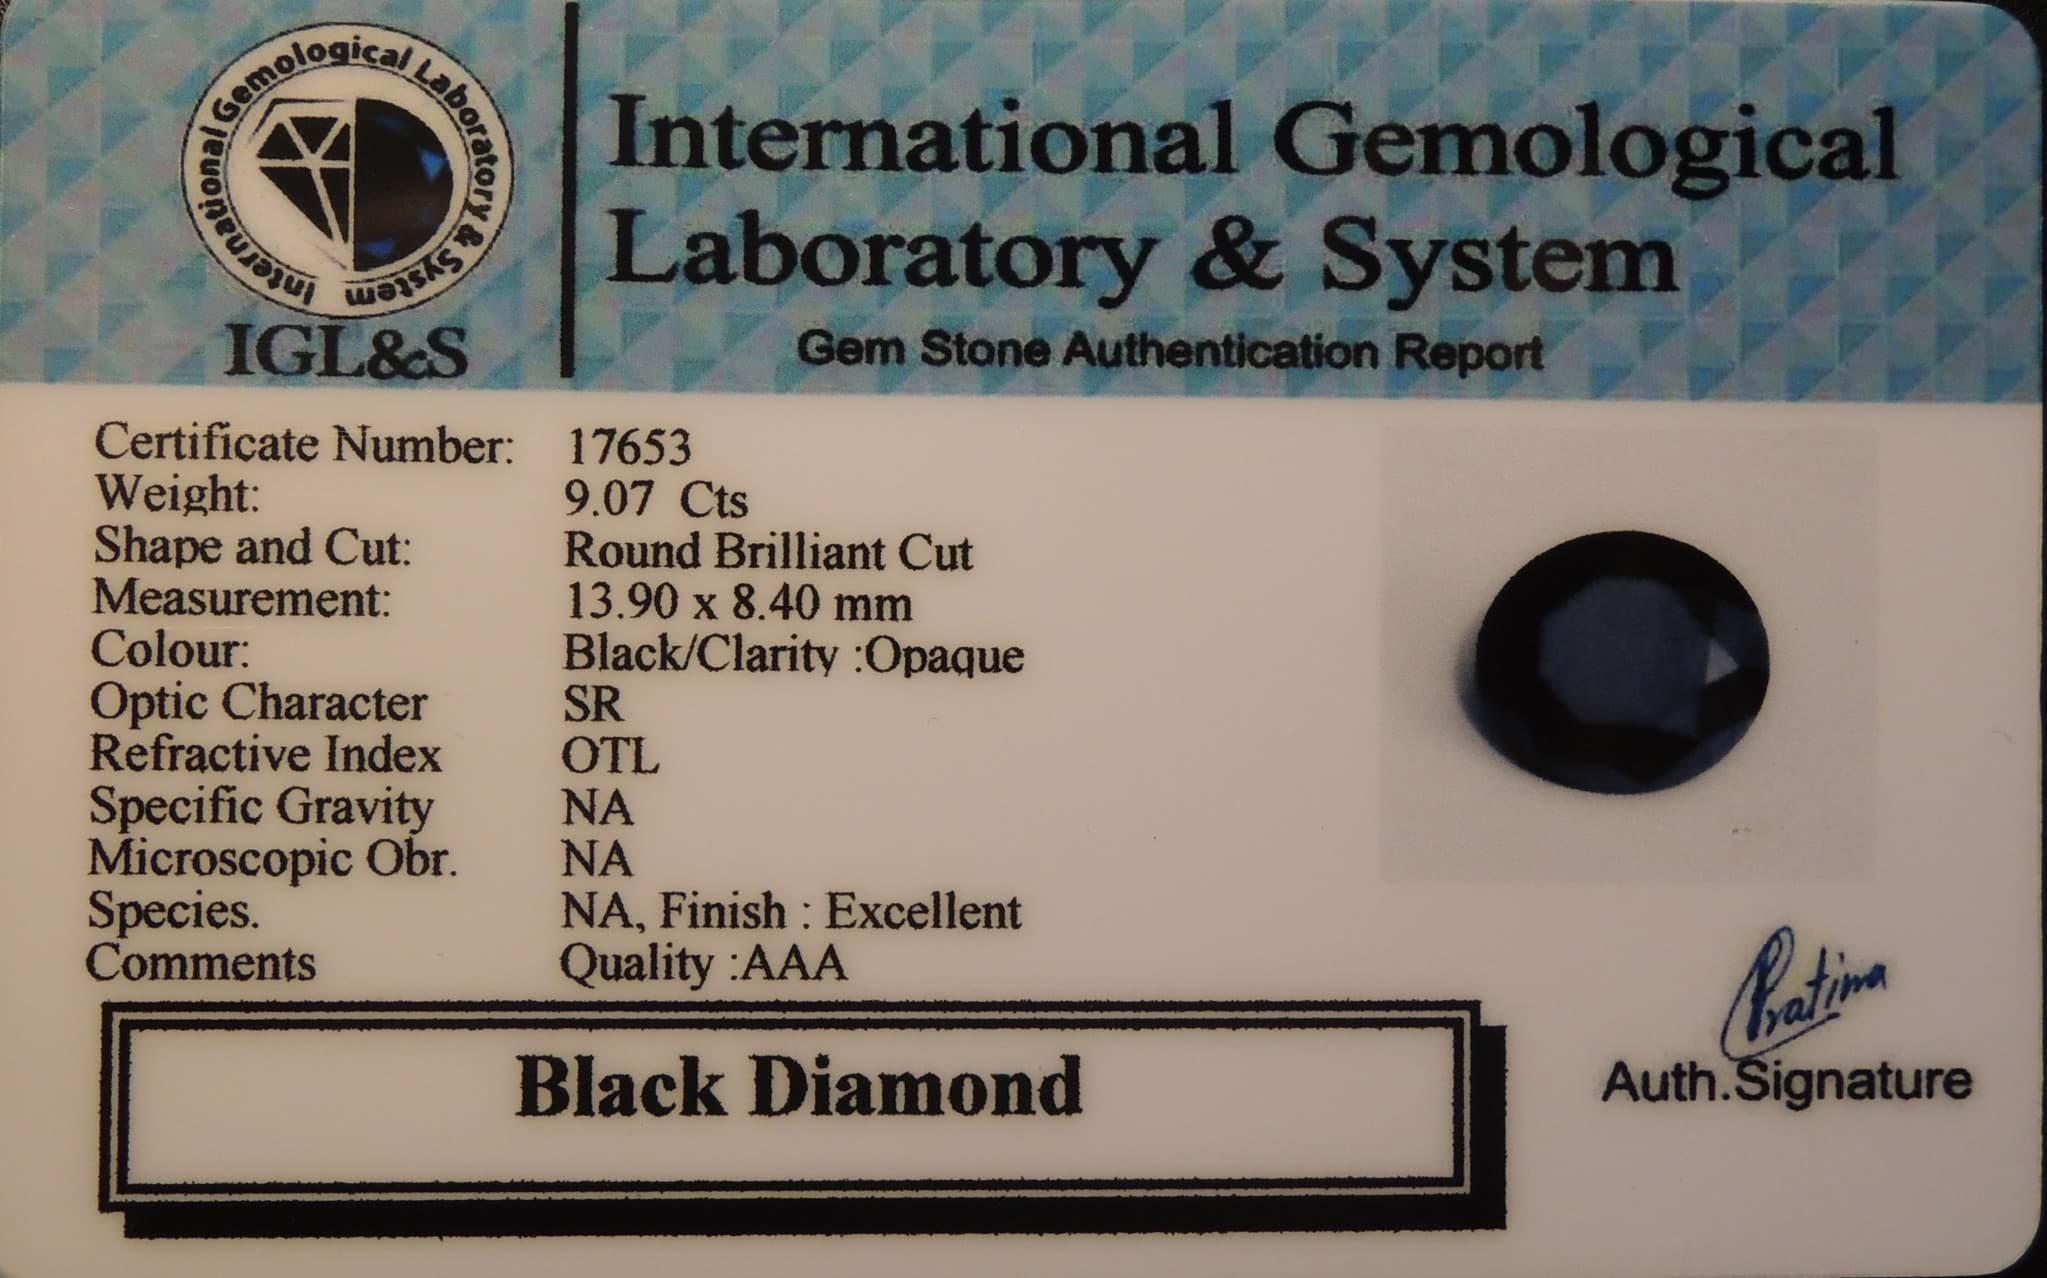 International Gemological Laboratory & System
IGL&S
International Gemological
Laboratory & System
Gem Stone Authentication Report
Certificate Number: 17653
Weight: 9.07 Cts
Shape and Cut: Round Brilliant Cut
Measurement: 13.90 x 8.40 mm
Colour: Black/Clarity :Opaque
Optic Character SR
Refractive Index OTL
Specific Gravity NA
Microscopic Obr. NA
Species. NA, Finish : Excellent
Comments Quality :AAA
Black Diamond
Pratima
Auth.Signature